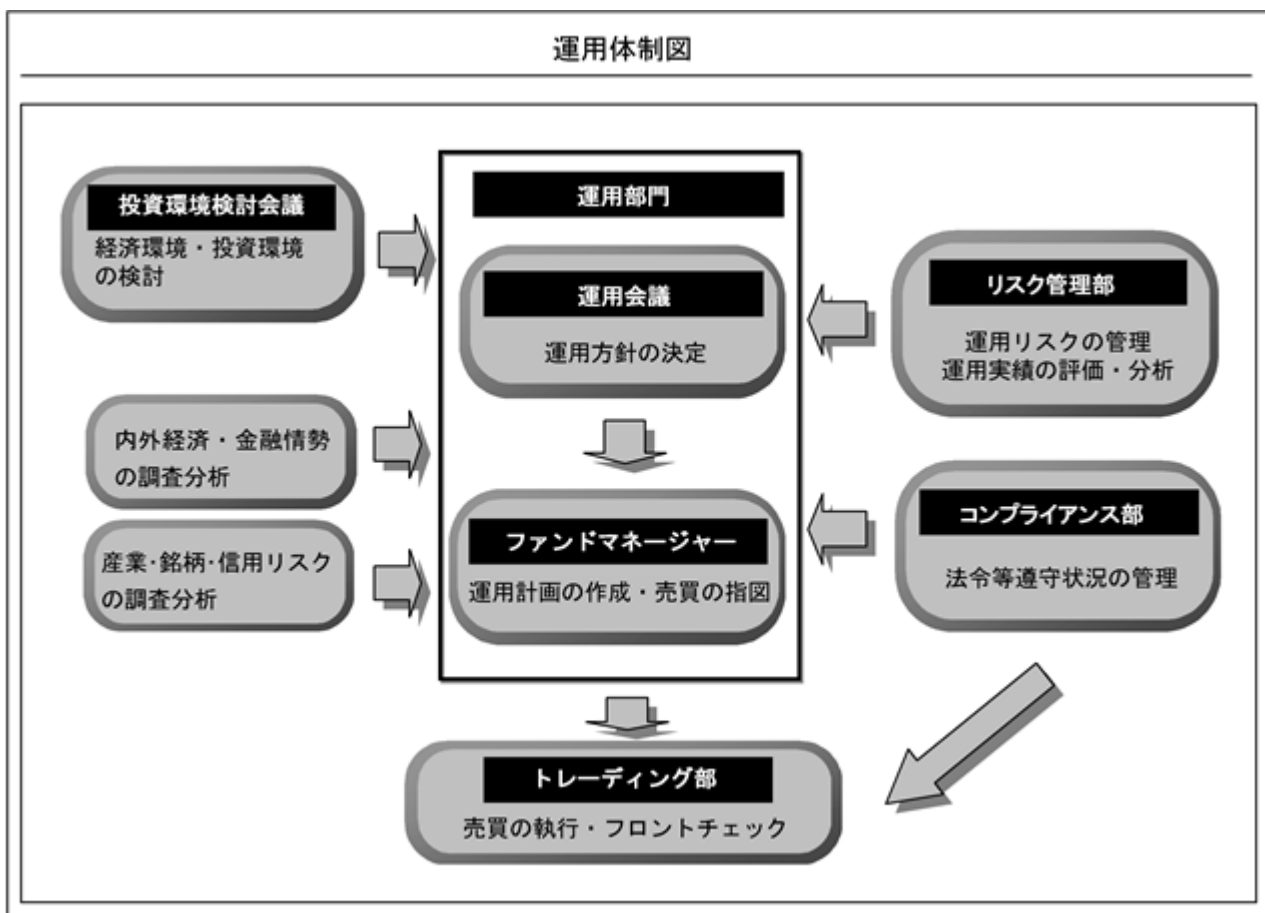 運用体制図
投資環境検討会議
経済環境・投資環境
の検討
内外経済・金融情勢
の調査分析
産業・銘柄・信用リスク
の調査分析
運用部門
運用会議
運用方針の決定
ファンドマネージャー
運用計画の作成・売買の指図
リスク管理部
運用リスクの管理
運用実績の評価・分析
コンプライアンス部
法令等遵守状況の管理
トレーディング部
売買の執行・フロントチェック